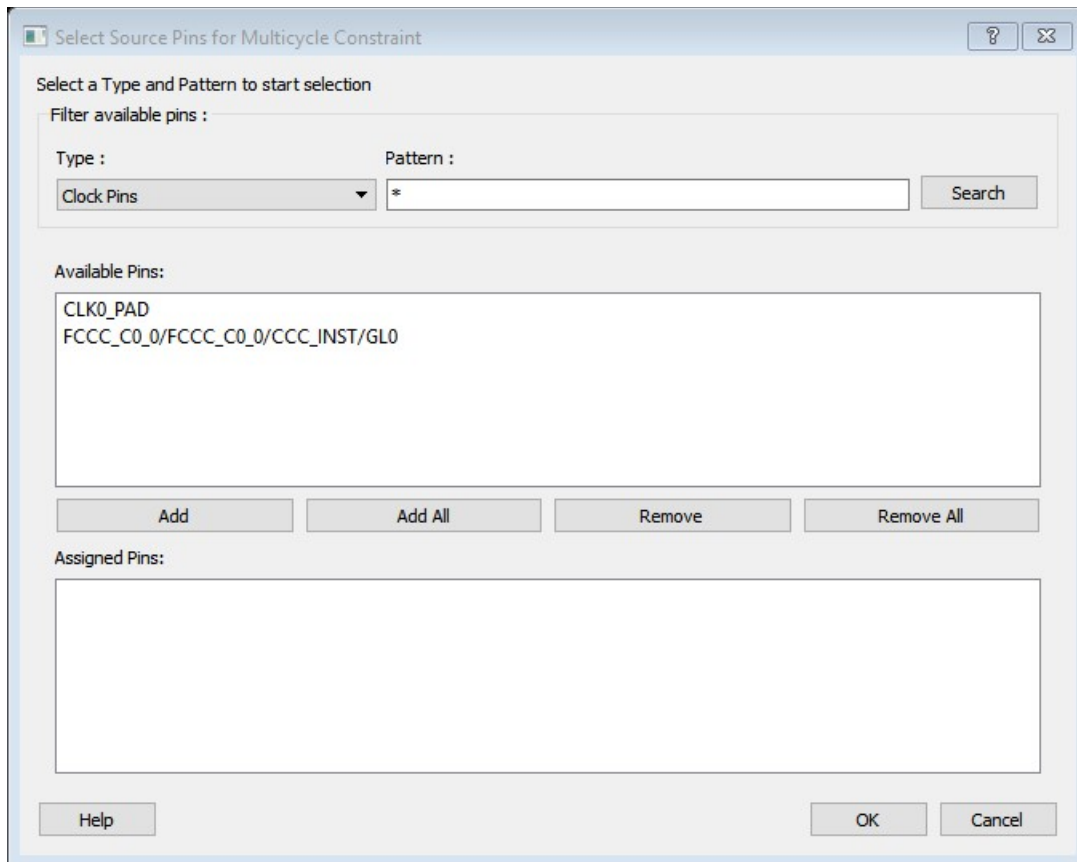 Select Source Pins for Multicycle Constraint
?
Select a Type and Pattern to start selection
Filter available pins :
Type : Pattern :
Clock Pins * Search
Available Pins:
CLK0_PAD
FCCC_C0_0/FCCC_C0_0/CCC_INST/GL0
Add Add All Remove Remove All
Assigned Pins:
Help OK Cancel